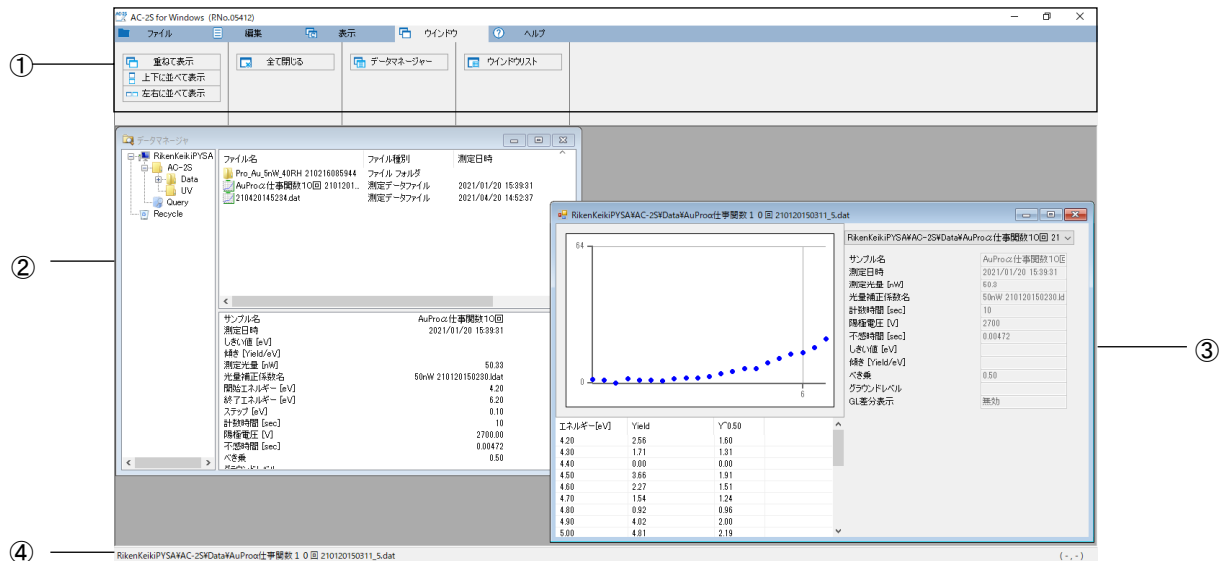 AC-2S for Windows (RNo.05412)
ファイル 編集 表示 ウインドウ ヘルプ
① 重ねて表示 全て閉じる データマネージャー ウインドウリスト
上下に並べて表示
左右に並べて表示
データマネージャ
RikenKeikiPYSA
AC-2S
Data
UV
Query
Recycle
ファイル名 ファイル種別 測定日時
Pro_Au_5nW_40RH 210216085944 ファイル フォルダ
AuProα仕事関数10回 2101201... 測定データファイル 2021/01/20 15:39:31
210420145234.dat 測定データファイル 2021/04/20 14:52:37
②
サンプル名 AuProα仕事関数10回
測定日時 2021/01/20 15:39:31
しきい値 [eV]
傾き [Yield/eV]
測定光量 [nW] 50.33
光量補正係数名 50nW 210120150230.ldat
開始エネルギー [eV] 4.20
終了エネルギー [eV] 6.20
ステップ [eV] 0.10
計数時間 [sec] 10
陽極電圧 [V] 2700.00
不感時間 [sec] 0.00472
べき乗 0.50
グラウンドレベル
RikenKeikiPYSA¥AC-2S¥Data¥AuProα仕事関数１０回 210120150311_5.dat
64
0
6
RikenKeikiPYSA¥AC-2S¥Data¥AuProα仕事関数10回 21
サンプル名 AuProα仕事関数10回
測定日時 2021/01/20 15:39:31
測定光量 [nW] 50.3
光量補正係数名 50nW 210120150230.ld
計数時間 [sec] 10
陽極電圧 [V] 2700
不感時間 [sec] 0.00472
しきい値 [eV]
傾き [Yield/eV]
べき乗 0.50
グラウンドレベル
GL差分表示 無効
③
エネルギー[eV] Yield Y^0.50
4.20 2.56 1.60
4.30 1.71 1.31
4.40 0.00 0.00
4.50 3.66 1.91
4.60 2.27 1.51
4.70 1.54 1.24
4.80 0.92 0.96
4.90 4.02 2.00
5.00 4.81 2.19
④ RikenKeikiPYSA¥AC-2S¥Data¥AuProα仕事関数１０回 210120150311_5.dat (-,-)